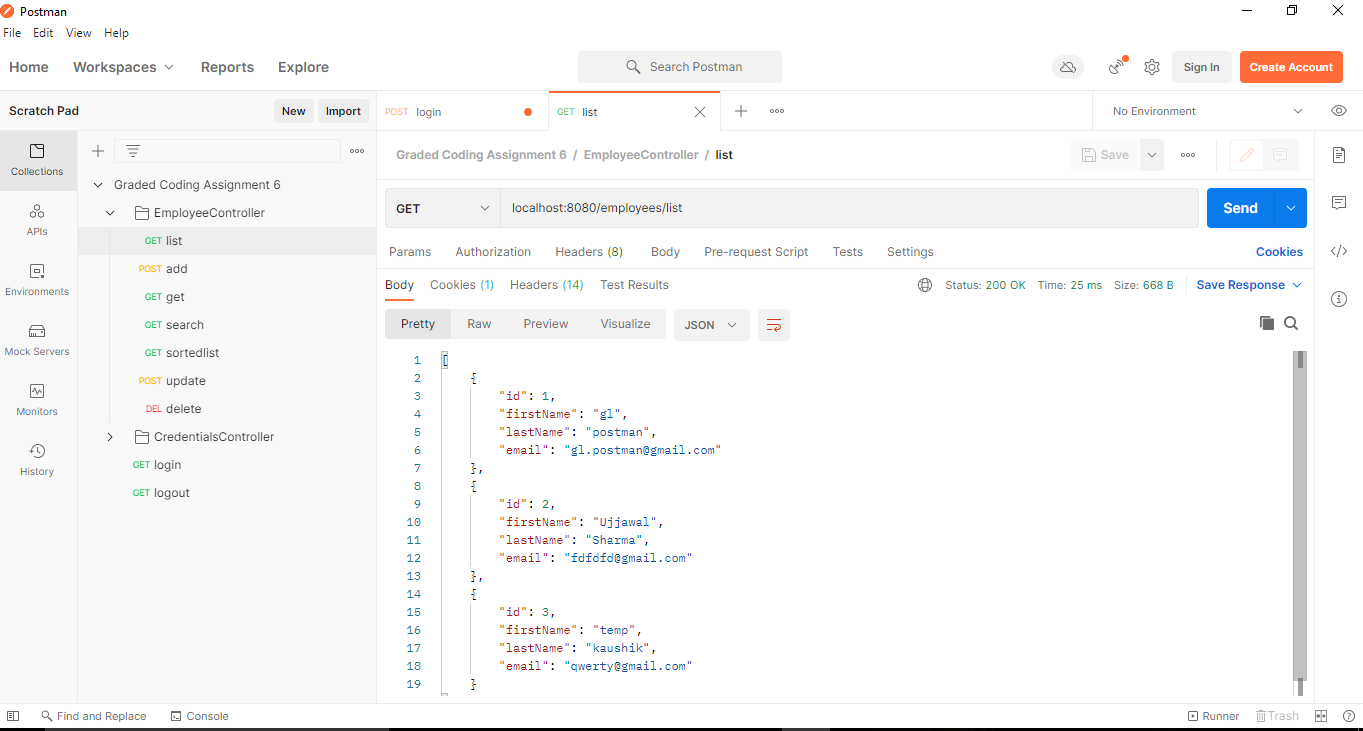 Postman
File Edit View Help
Home Workspaces Reports Explore Search Postman Sign In Create Account
Scratch Pad New Import POST login GET list No Environment
Graded Coding Assignment 6 / EmployeeController / list Save
Collections
APIs
Environments
Mock Servers
Monitors
History
Graded Coding Assignment 6
EmployeeController
GET list
POST add
GET get
GET search
GET sortedlist
POST update
DEL delete
CredentialsController
GET login
GET logout
GET localhost:8080/employees/list Send
Params Authorization Headers (8) Body Pre-request Script Tests Settings Cookies
Body Cookies (1) Headers (14) Test Results Status: 200 OK Time: 25 ms Size: 668 B Save Response
Pretty Raw Preview Visualize JSON
1 [
2 {
3 "id": 1,
4 "firstName": "gl",
5 "lastName": "postman",
6 "email": "gl.postman@gmail.com"
7 },
8 {
9 "id": 2,
10 "firstName": "Ujjawal",
11 "lastName": "Sharma",
12 "email": "fdfdfd@gmail.com"
13 },
14 {
15 "id": 3,
16 "firstName": "temp",
17 "lastName": "kaushik",
18 "email": "qwerty@gmail.com"
19 }
Find and Replace Console Runner Trash